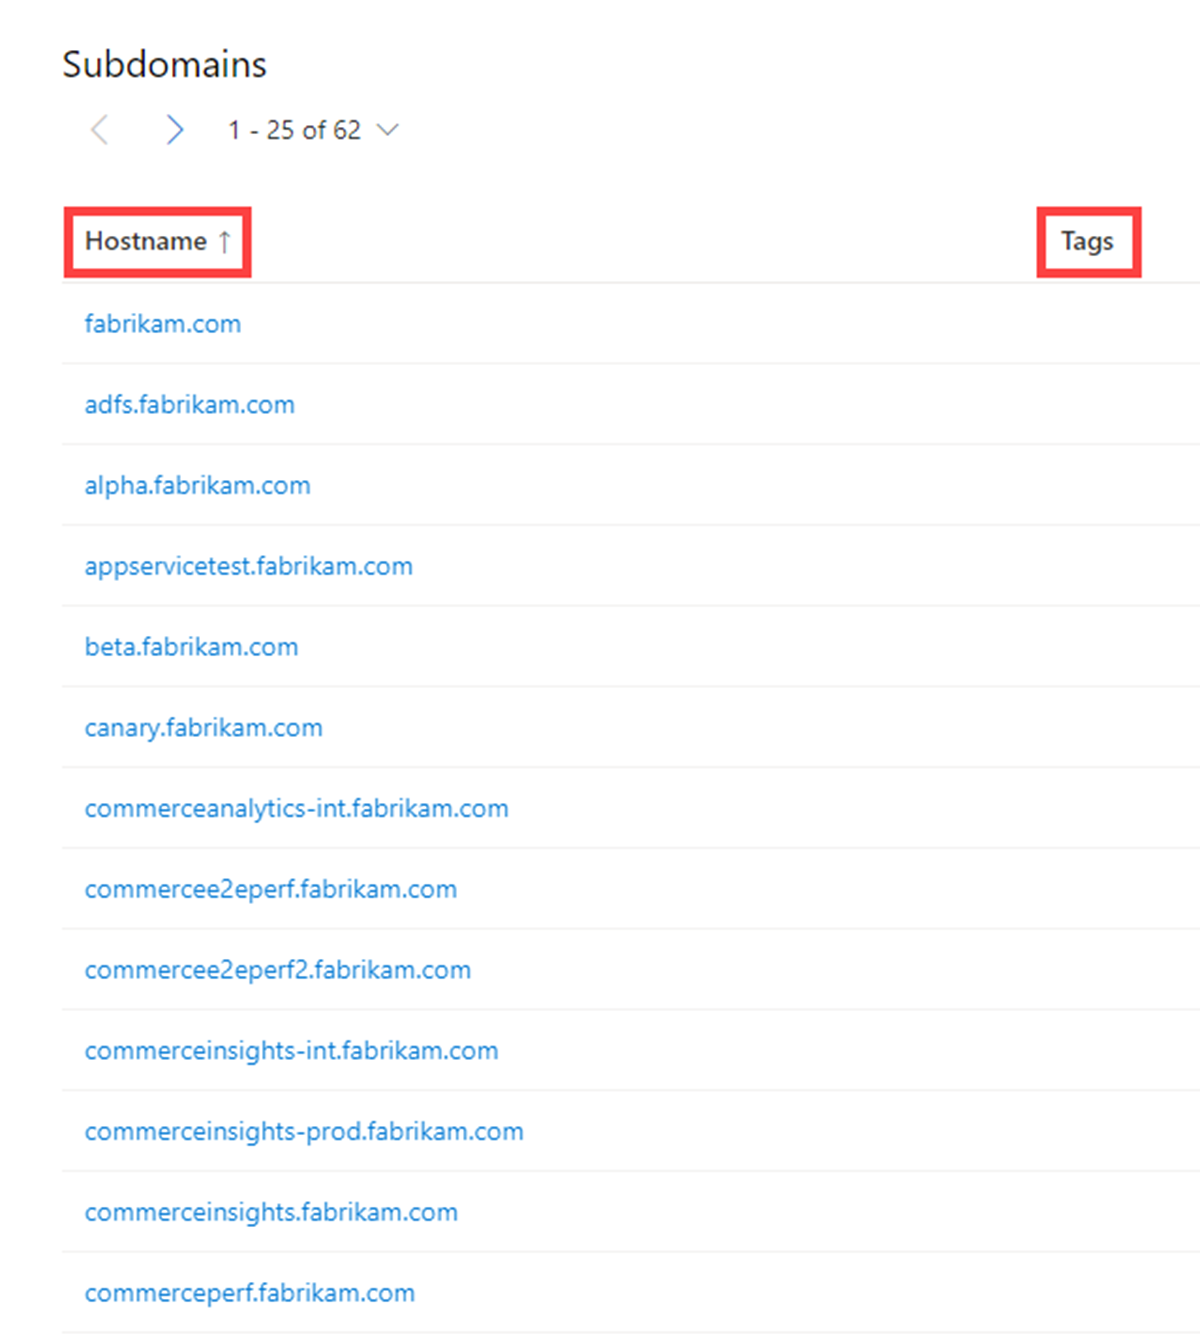 Subdomains
1 - 25 of 62
Hostname ↑ Tags
fabrikam.com
adfs.fabrikam.com
alpha.fabrikam.com
appservicetest.fabrikam.com
beta.fabrikam.com
canary.fabrikam.com
commerceanalytics-int.fabrikam.com
commercee2eperf.fabrikam.com
commercee2eperf2.fabrikam.com
commerceinsights-int.fabrikam.com
commerceinsights-prod.fabrikam.com
commerceinsights.fabrikam.com
commerceperf.fabrikam.com